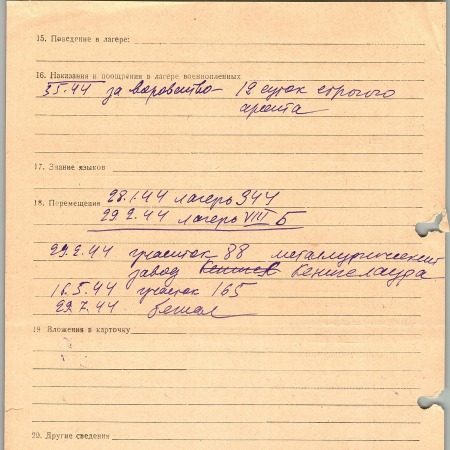 15. Поведение в лагере:
16. Наказания и поощрения в лагере военнопленных
3.5.44 за воровство - 12 суток строгого
ареста
17. Знание языков
18. Перемещения 28.1.44 лагерь 344
29.2.44 лагерь VIII Б
29.2.44 участок 88 металлургический
завод Кенигслауда
16.5.44 участок 165
29.7.44 бежал
19 Вложения в карточку
20. Другие сведения